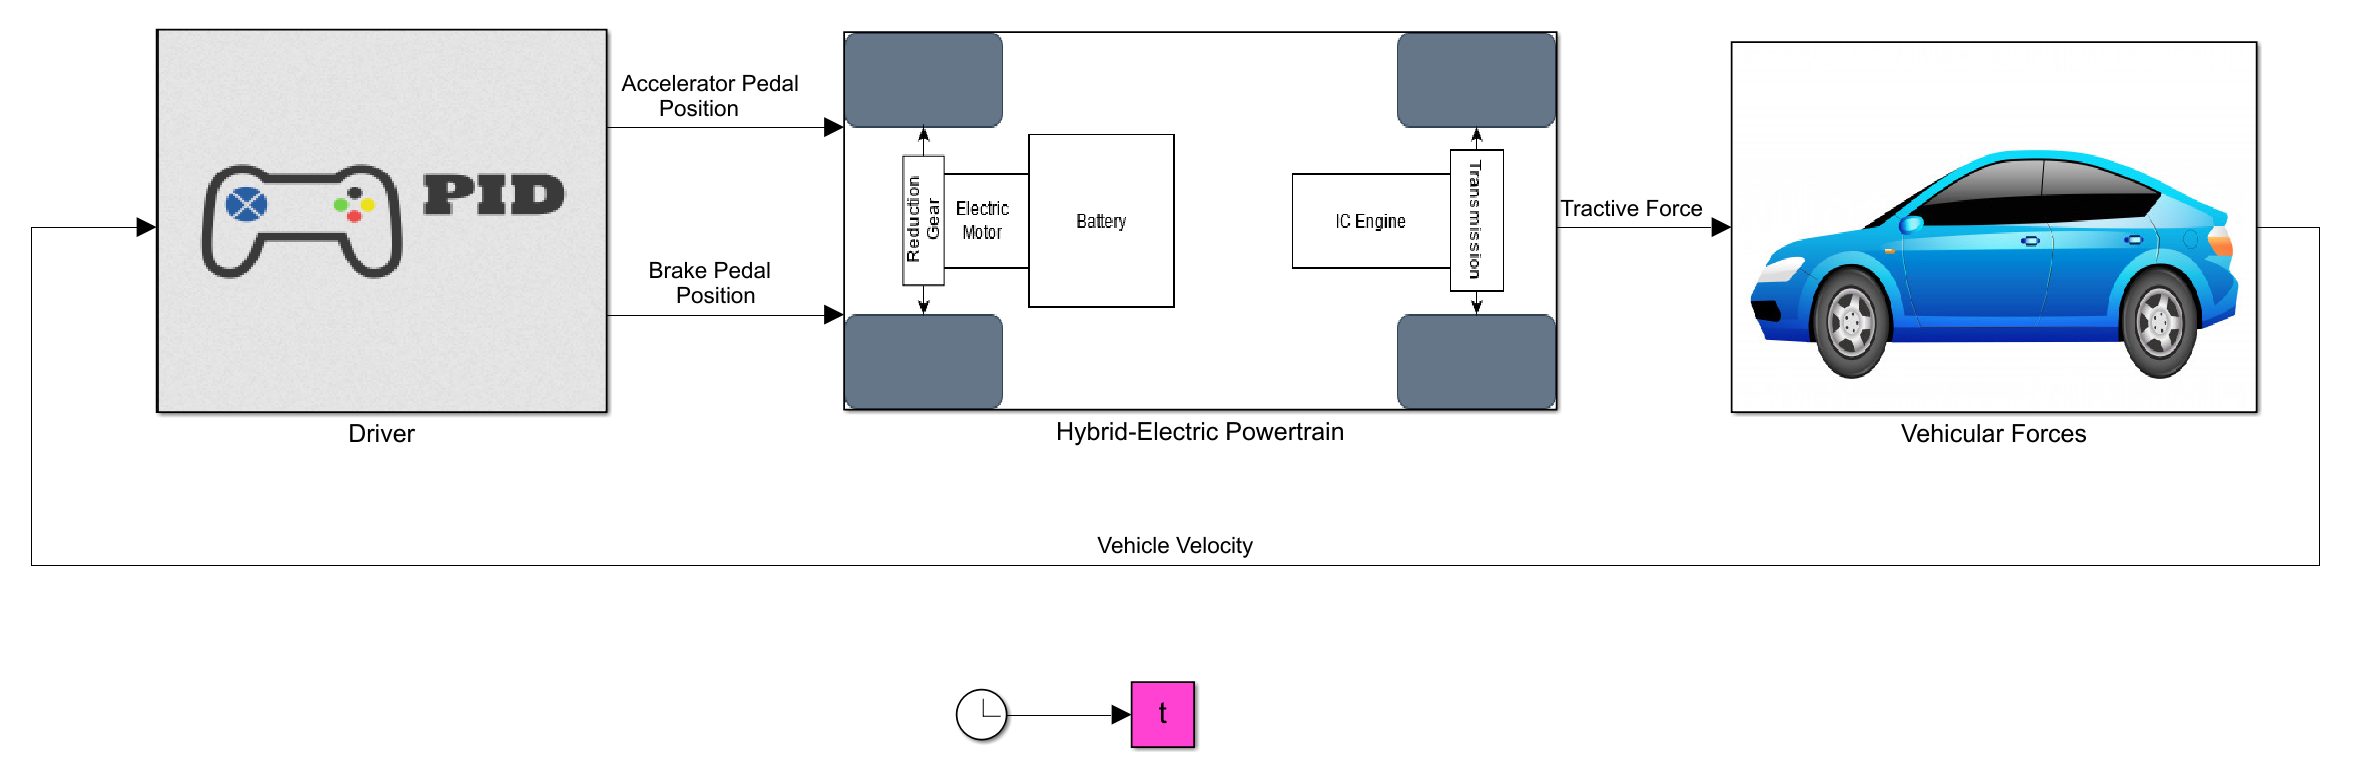 Accelerator Pedal
Position
PID
Brake Pedal
Position
Driver
Reduction
Gear
Electric
Motor
Battery
IC Engine
Transmission
Hybrid-Electric Powertrain
Tractive Force
Vehicular Forces
Vehicle Velocity
t